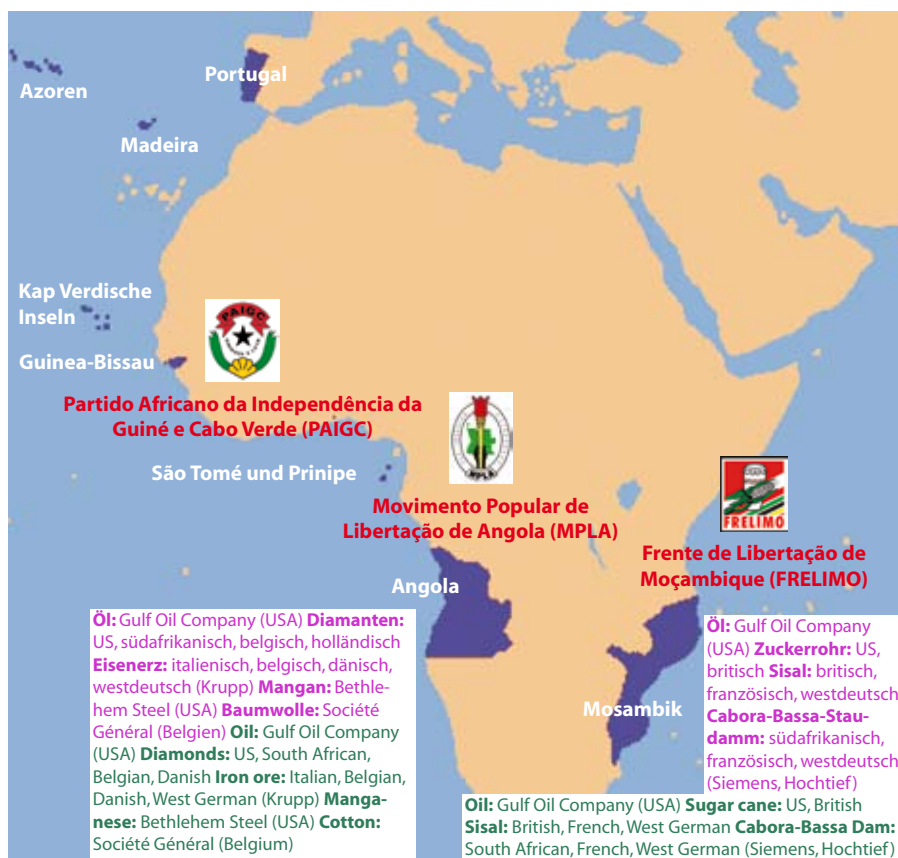 Azoren
Portugal
Madeira
Kap Verdische
Inseln
Guinea-Bissau
PAIGC
Partido Africano da Independência da
Guiné e Cabo Verde (PAIGC)
São Tomé und Prinipe
MPLA
Movimento Popular de
Libertação de Angola (MPLA)
FRELIMO
Frente de Libertação de
Moçambique (FRELIMO)
Angola
Öl: Gulf Oil Company (USA) Diamanten:
US, südafrikanisch, belgisch, holländisch
Eisenerz: italienisch, belgisch, dänisch,
westdeutsch (Krupp) Mangan: Bethle-
hem Steel (USA) Baumwolle: Société
Général (Belgien) Oil: Gulf Oil Company
(USA) Diamonds: US, South African,
Belgian, Danish Iron ore: Italian, Belgian,
Danish, West German (Krupp) Manga-
nese: Bethlehem Steel (USA) Cotton:
Société Général (Belgium)
Mosambik
Öl: Gulf Oil Company
(USA) Zuckerrohr: US,
britisch Sisal: britisch,
französisch, westdeutsch
Cabora-Bassa-Stau-
damm: südafrikanisch,
französisch, westdeutsch
(Siemens, Hochtief)
Oil: Gulf Oil Company (USA) Sugar cane: US, British
Sisal: British, French, West German Cabora-Bassa Dam:
South African, French, West German (Siemens, Hochtief)